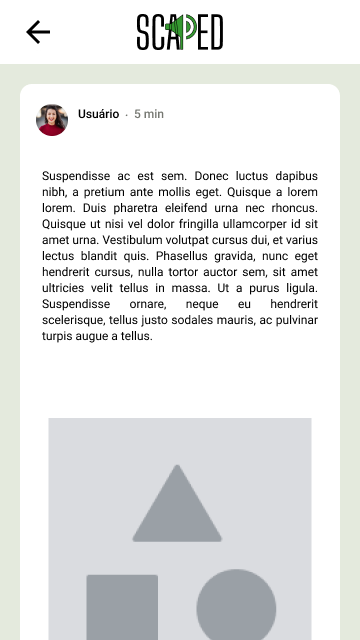 SCAPED
Usuário · 5 min
Suspendisse ac est sem. Donec luctus dapibus
nibh, a pretium ante mollis eget. Quisque a lorem
lorem. Duis pharetra eleifend urna nec rhoncus.
Quisque ut nisi vel dolor fringilla ullamcorper id sit
amet urna. Vestibulum volutpat cursus dui, et varius
lectus blandit quis. Phasellus gravida, nunc eget
hendrerit cursus, nulla tortor auctor sem, sit amet
ultricies velit tellus in massa. Ut a purus ligula.
Suspendisse ornare, neque eu hendrerit
scelerisque, tellus justo sodales mauris, ac pulvinar
turpis augue a tellus.